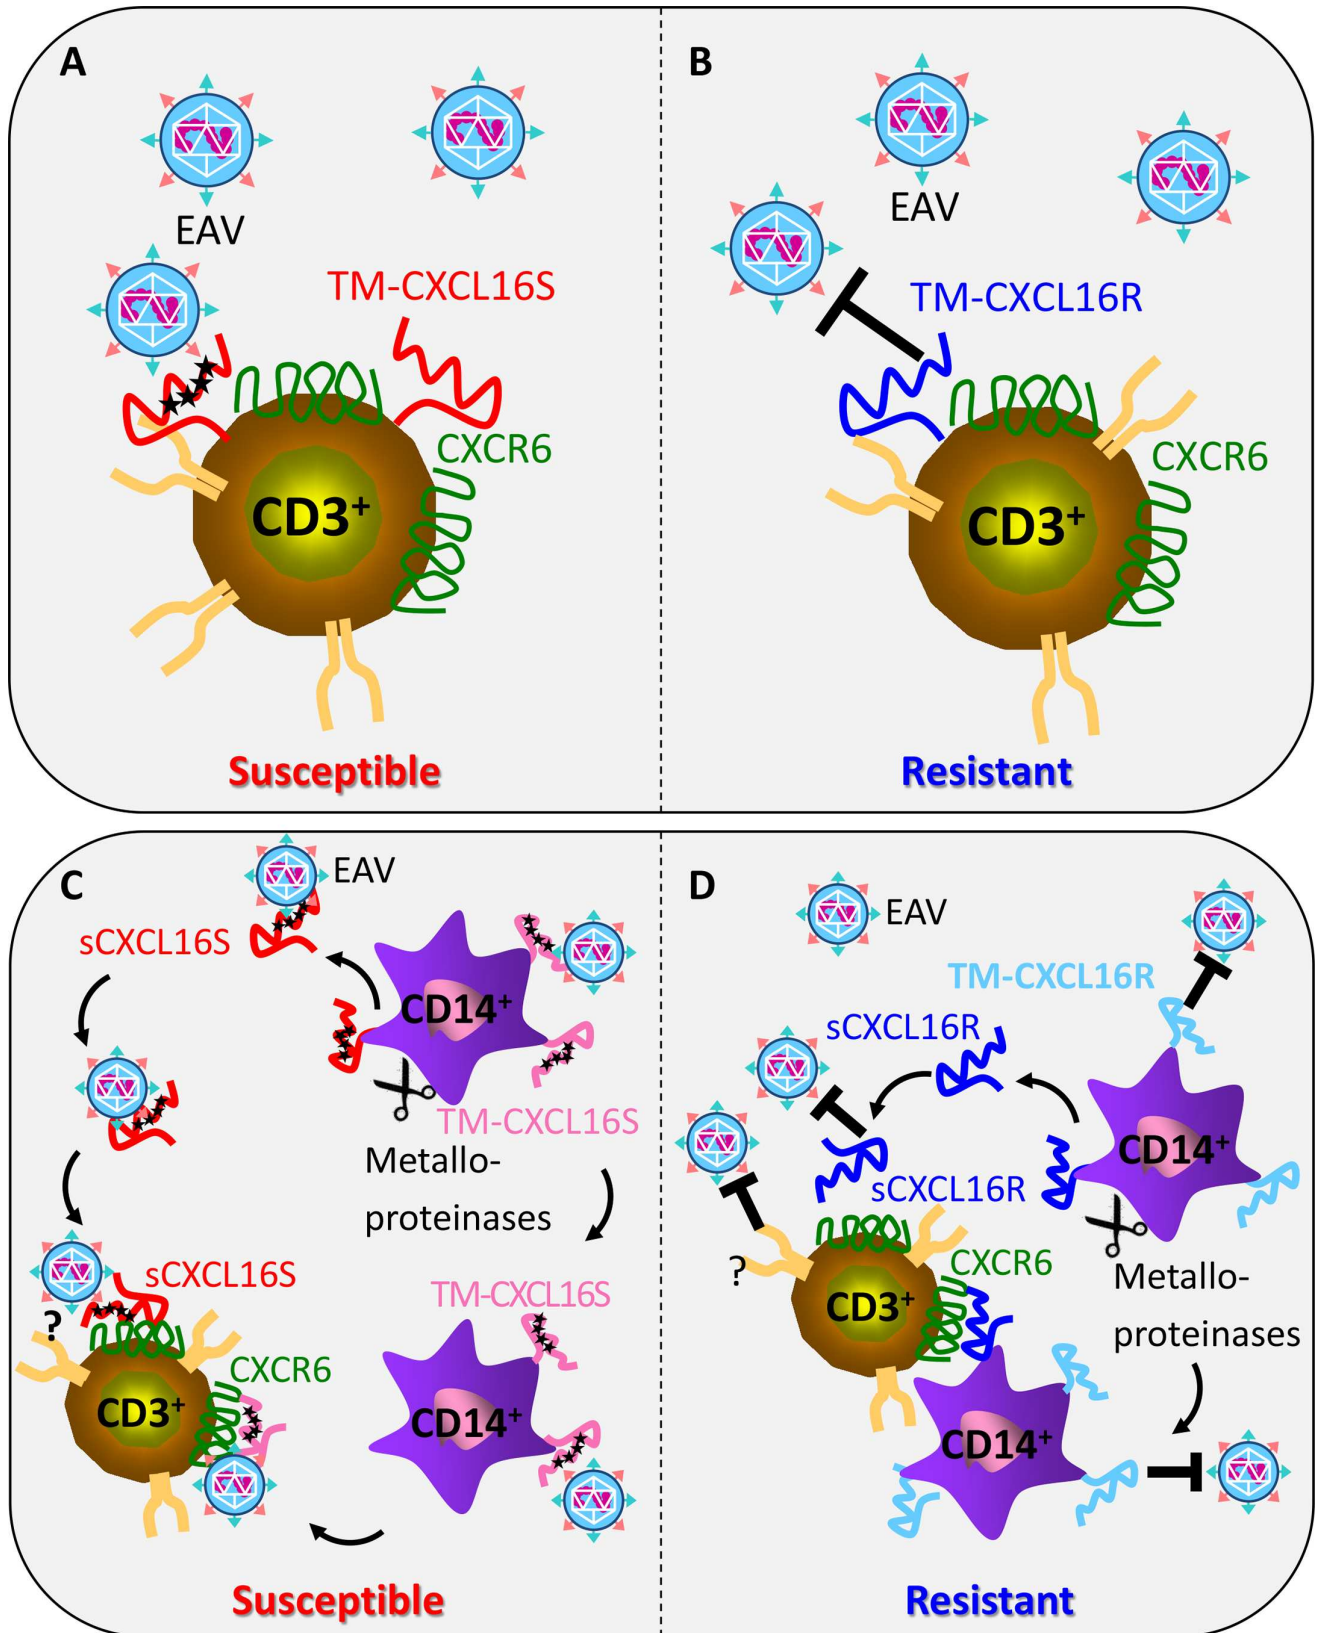 A
EAV
TM-CXCL16S
CXCR6
CD3+
Susceptible
B
EAV
TM-CXCL16R
CXCR6
CD3+
Resistant
C
EAV
sCXCL16S
CD14+
TM-CXCL16S
Metallo-
proteinases
sCXCL16S
?
TM-CXCL16S
CXCR6
CD3+
CD14+
Susceptible
D
EAV
TM-CXCL16R
sCXCL16R
CD14+
sCXCL16R
?
CXCR6
Metallo-
CD3+
proteinases
CD14+
Resistant